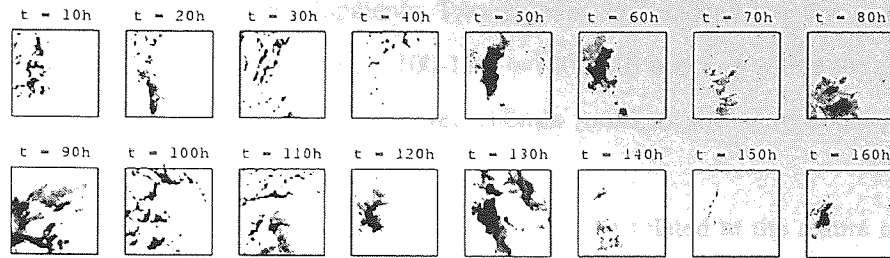 t = 10h t = 20h t = 30h t = 40h t = 50h t = 60h t = 70h t = 80h
t = 90h t = 100h t = 110h t = 120h t = 130h t = 140h t = 150h t = 160h